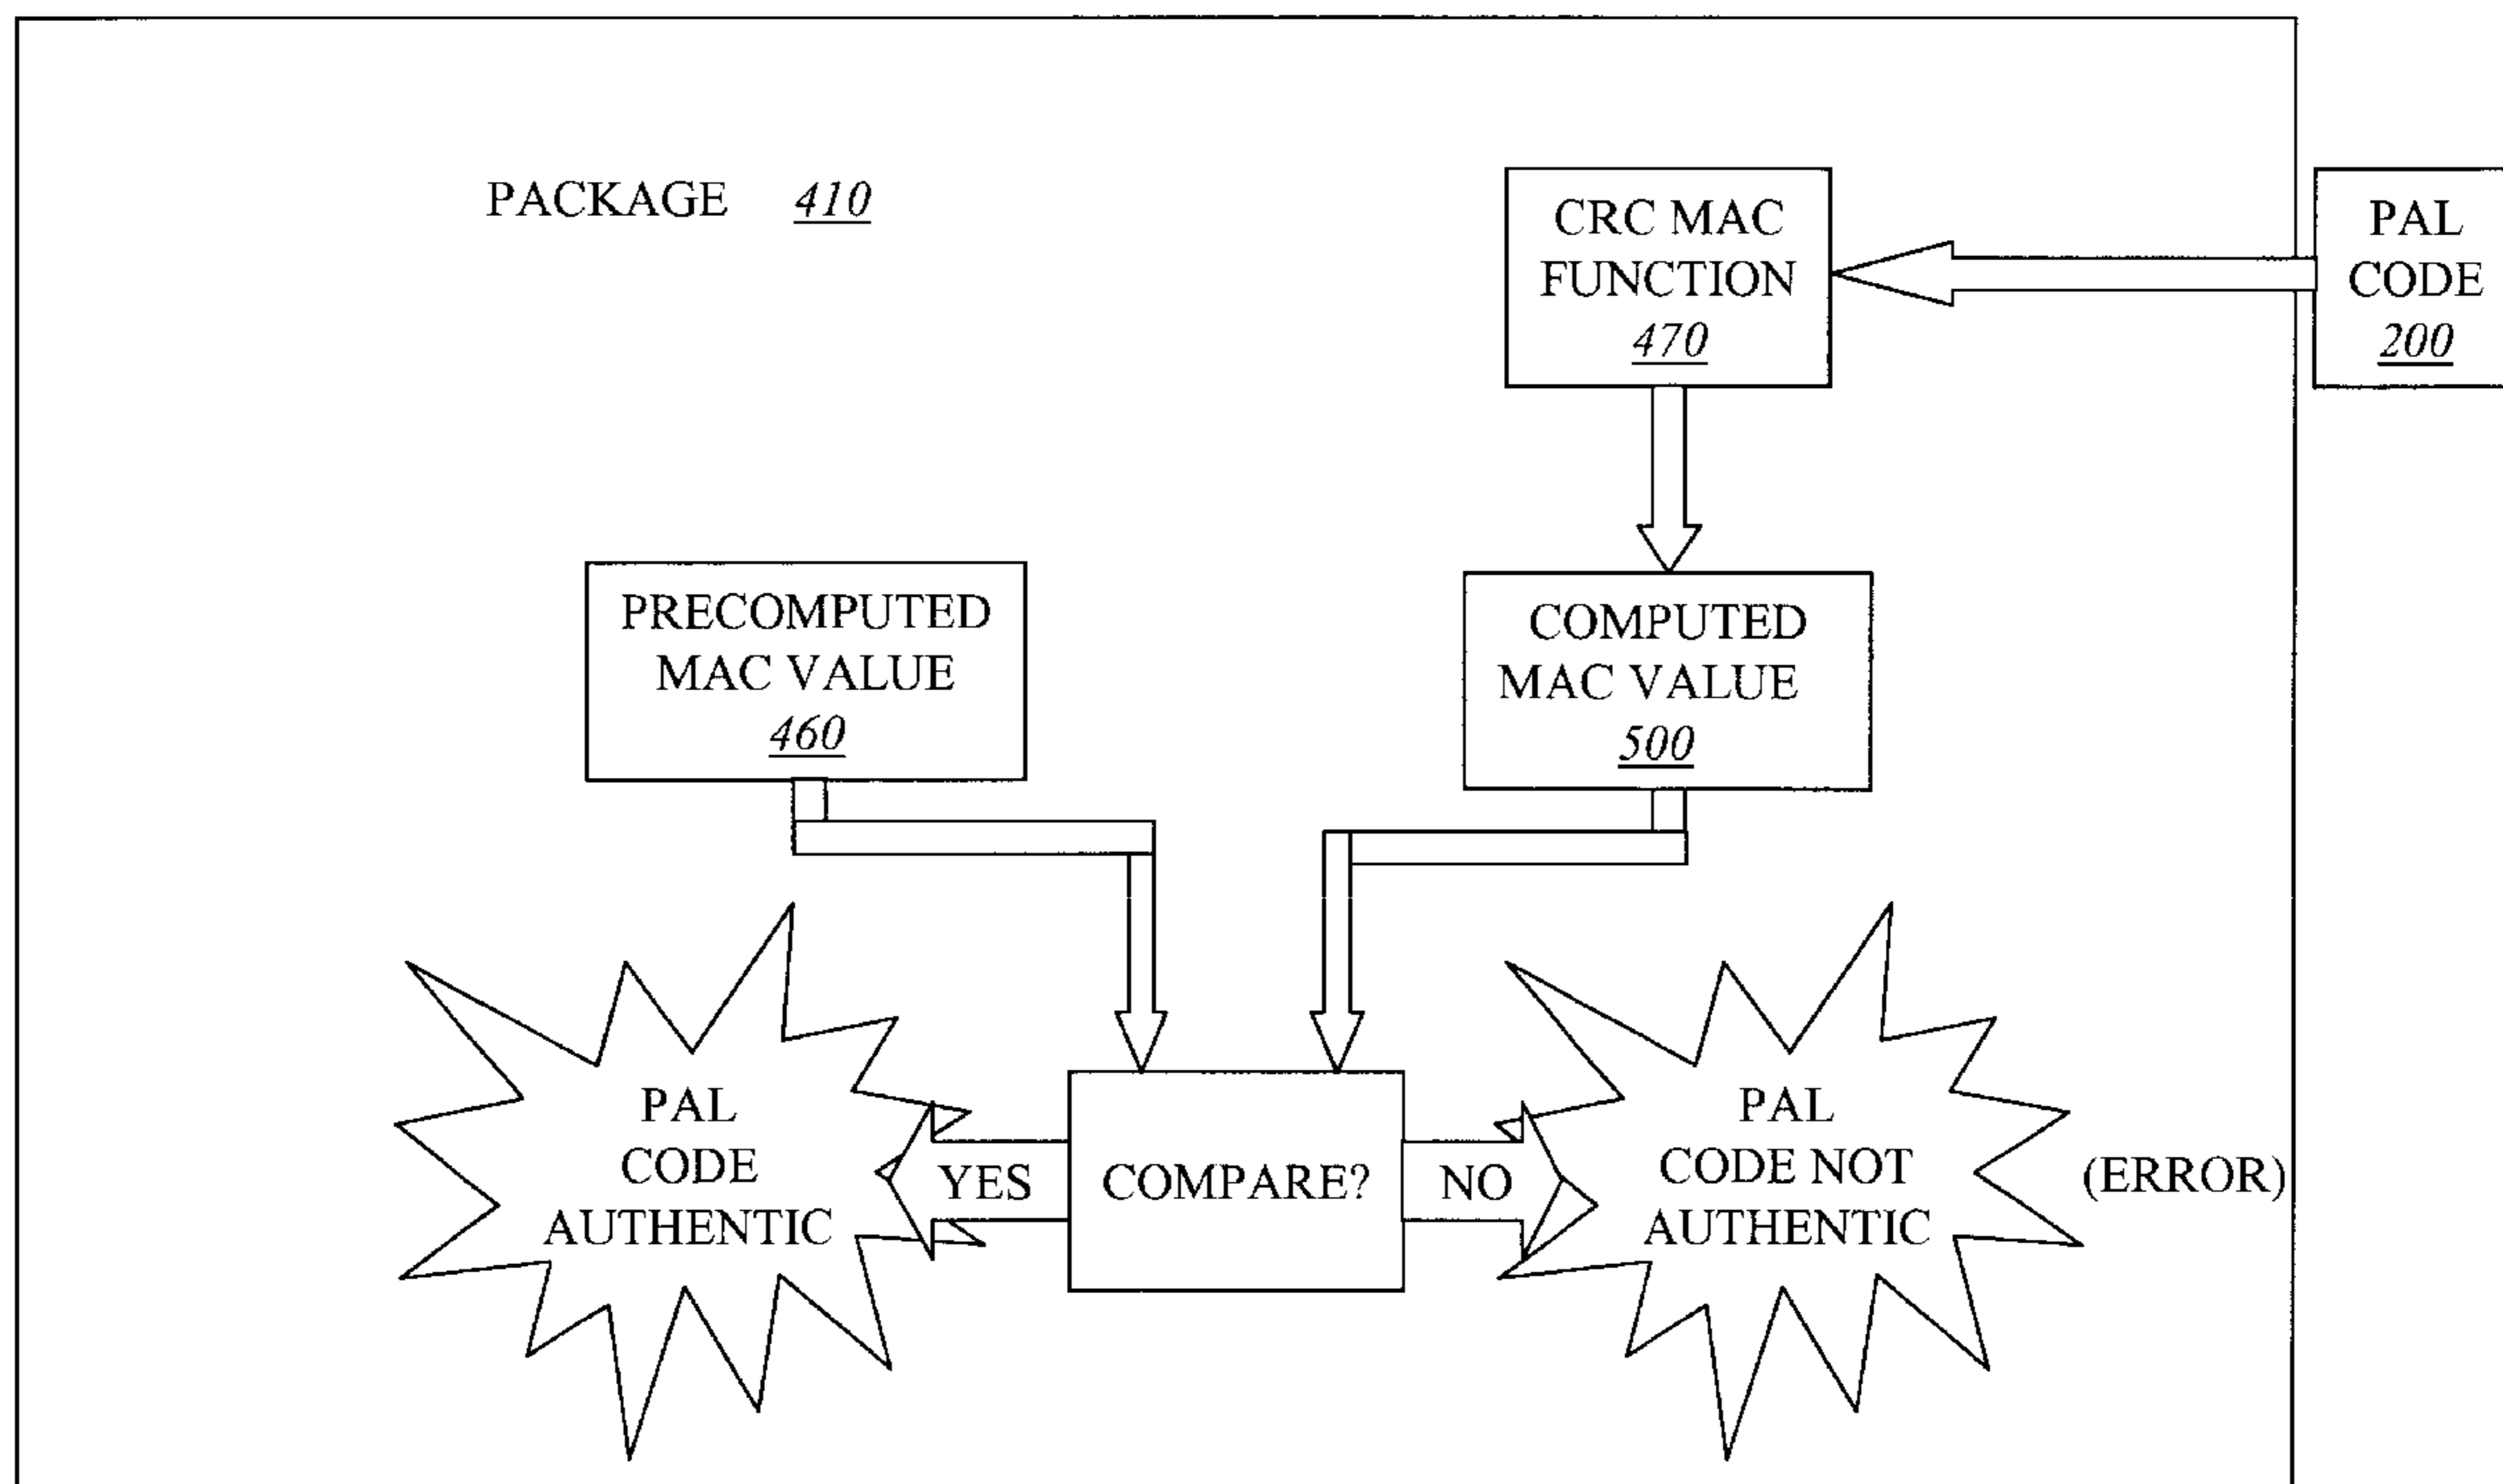 PACKAGE 410
CRC MAC
FUNCTION
470
PAL
CODE
200
PRECOMPUTED
MAC VALUE
460
COMPUTED
MAC VALUE
500
PAL
CODE
AUTHENTIC
YES
COMPARE?
NO
PAL
CODE NOT
AUTHENTIC
(ERROR)